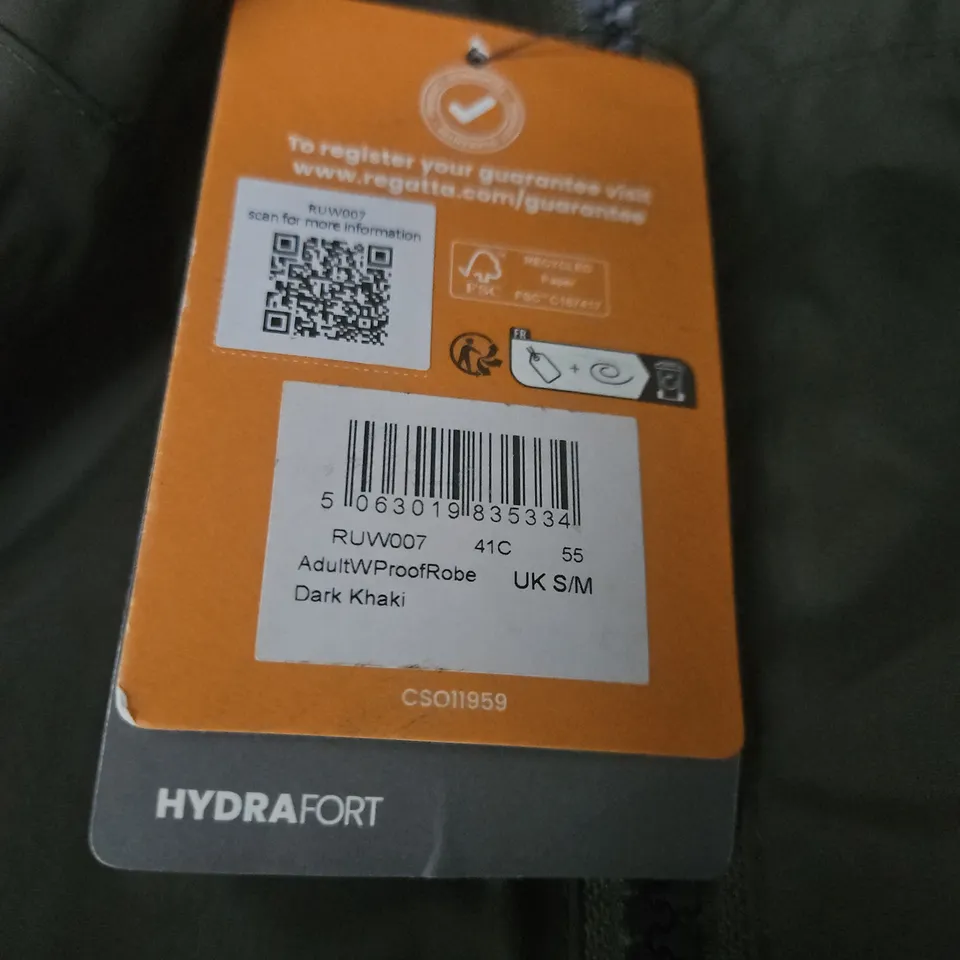 To register your guarantee visit
www.regatta.com/guarantee
RUW007
scan for more information
FSC
RECYCLED
Paper
FR
+
5 063019 835334
RUW007 41C 55
AdultWProofRobe UK S/M
Dark Khaki
CSO11959
HYDRAFORT